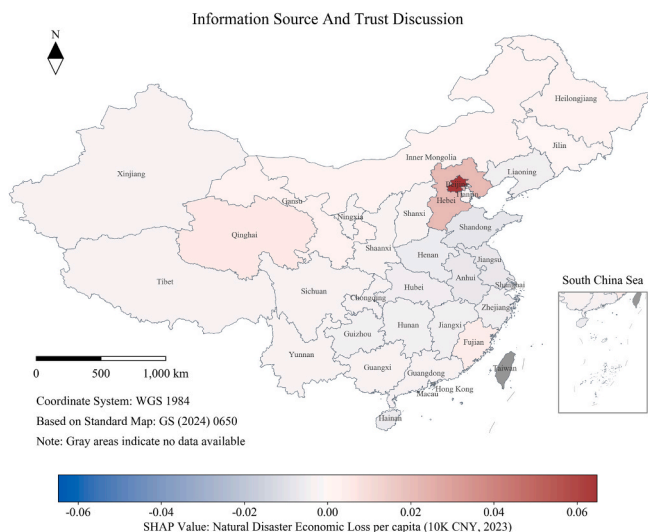 Information Source And Trust Discussion
N
Heilongjiang
Jilin
Inner Mongolia
Liaoning
Xinjiang
Gansu
Hebei
Ningxia
Shanxi
Shandong
Qinghai
Shaanxi
Henan
Jiangsu
Tibet
Anhui
South China Sea
Sichuan
Hubei
Shanghai
Chongqing
Zhejiang
Hunan
Jiangxi
Guizhou
Fujian
Yunnan
Guangxi
Guangdong
Taiwan
Hong Kong
Macau
Hainan
0 500 1,000 km
Coordinate System: WGS 1984
Based on Standard Map: GS (2024) 0650
Note: Gray areas indicate no data available
-0.06 -0.04 -0.02 0.00 0.02 0.04 0.06
SHAP Value: Natural Disaster Economic Loss per capita (10K CNY, 2023)